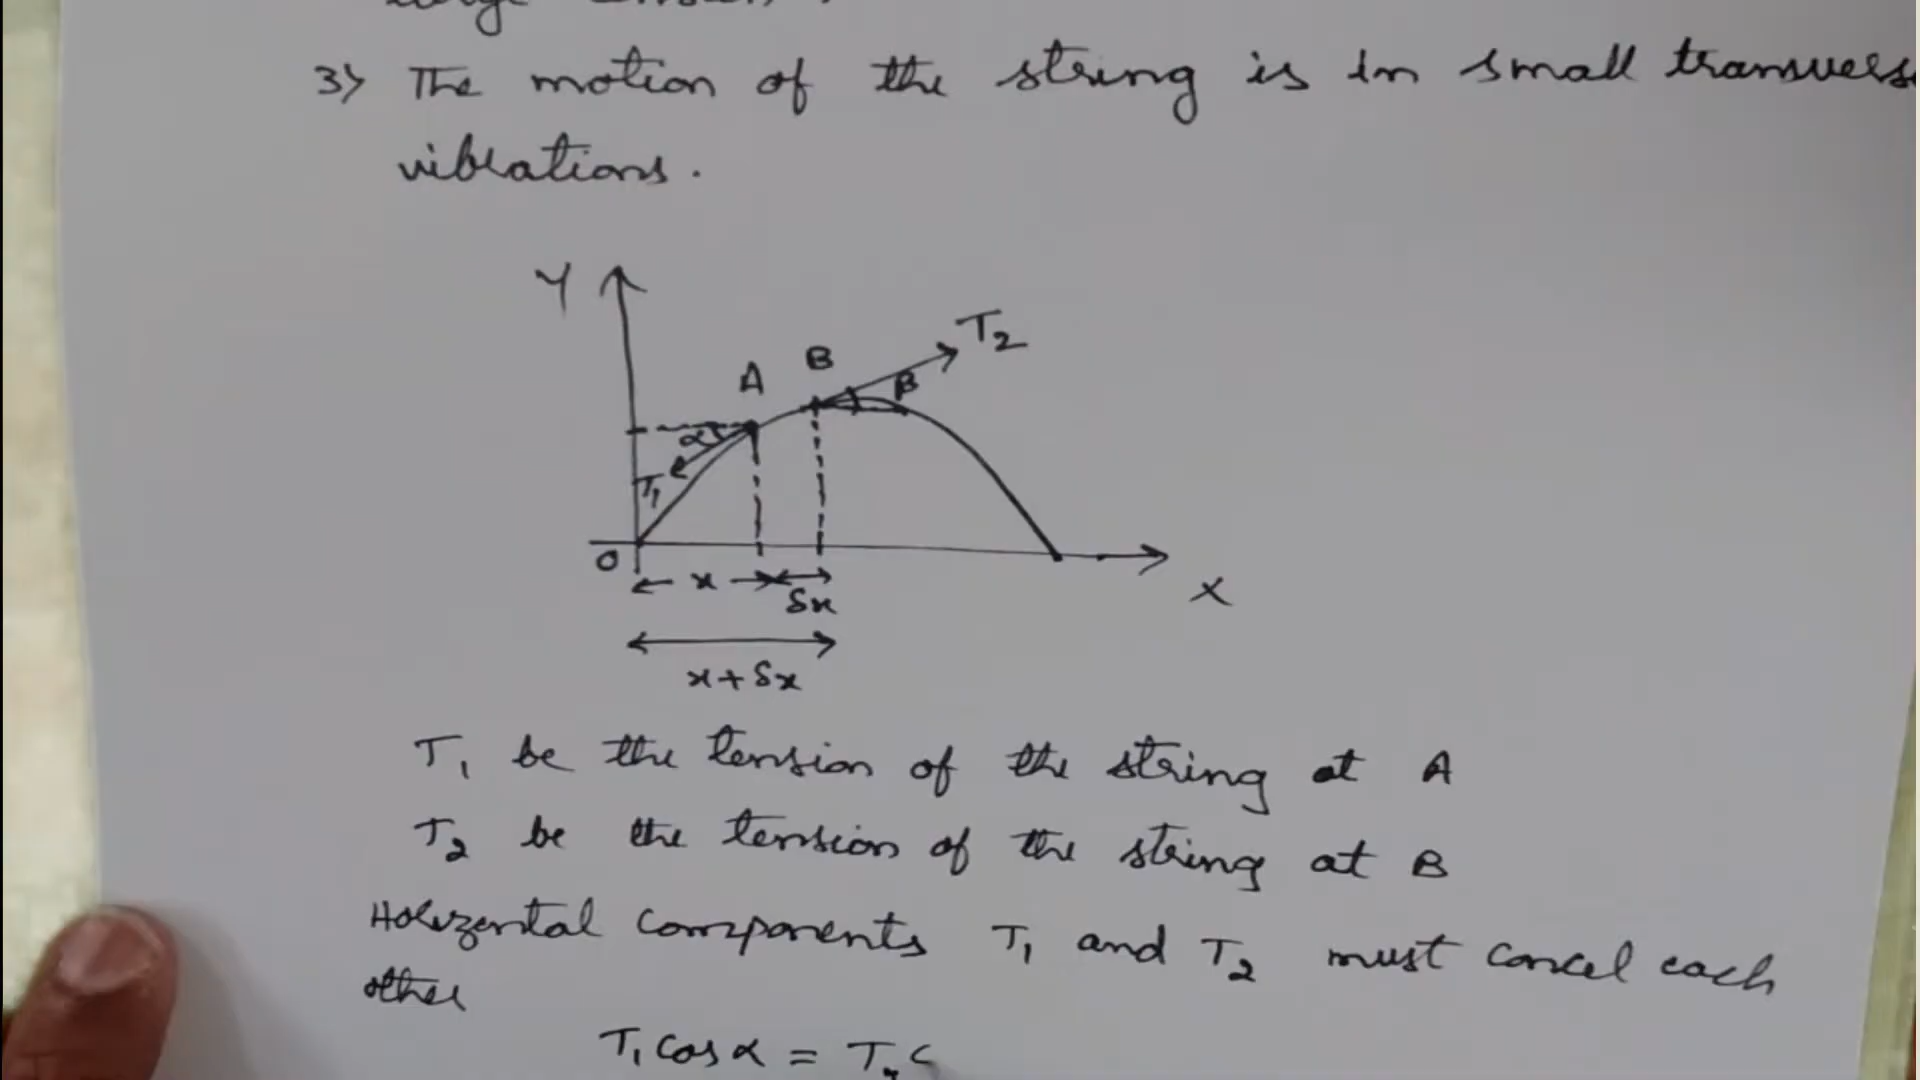 3) The motion of the string is in small transvers
vibrations.
Y
T₂
B
A
β
α
T₁
O
x
δx
X
x+δx
T₁ be the tension of the string at A
T₂ be the tension of the string at B
Horizontal components T₁ and T₂ must cancel each
other
T₁ cos α = T₂ c